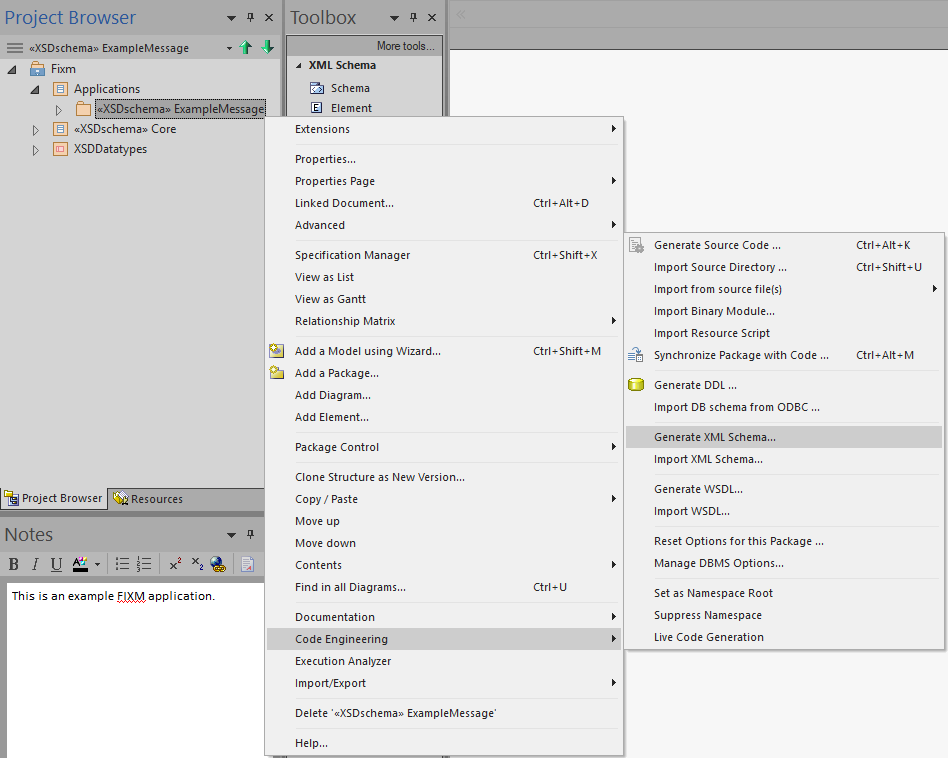 Project Browser
«XSDschema» ExampleMessage
Fixm
Applications
«XSDschema» ExampleMessage
«XSDschema» Core
XSDDatatypes
Toolbox
More tools...
XML Schema
Schema
E Element
Extensions
Properties...
Properties Page
Linked Document... Ctrl+Alt+D
Advanced
Specification Manager Ctrl+Shift+X
View as List
View as Gantt
Relationship Matrix
Add a Model using Wizard... Ctrl+Shift+M
Add a Package...
Add Diagram...
Add Element...
Package Control
Clone Structure as New Version...
Copy / Paste
Move up
Move down
Contents
Find in all Diagrams... Ctrl+U
Documentation
Code Engineering
Execution Analyzer
Import/Export
Delete '«XSDschema» ExampleMessage'
Help...
Generate Source Code ... Ctrl+Alt+K
Import Source Directory ... Ctrl+Shift+U
Import from source file(s)
Import Binary Module...
Import Resource Script
Synchronize Package with Code ... Ctrl+Alt+M
Generate DDL ...
Import DB schema from ODBC ...
Generate XML Schema...
Import XML Schema...
Generate WSDL...
Import WSDL...
Reset Options for this Package ...
Manage DBMS Options...
Set as Namespace Root
Suppress Namespace
Live Code Generation
Project Browser Resources
Notes
B I U A x² x₂
This is an example FIXM application.